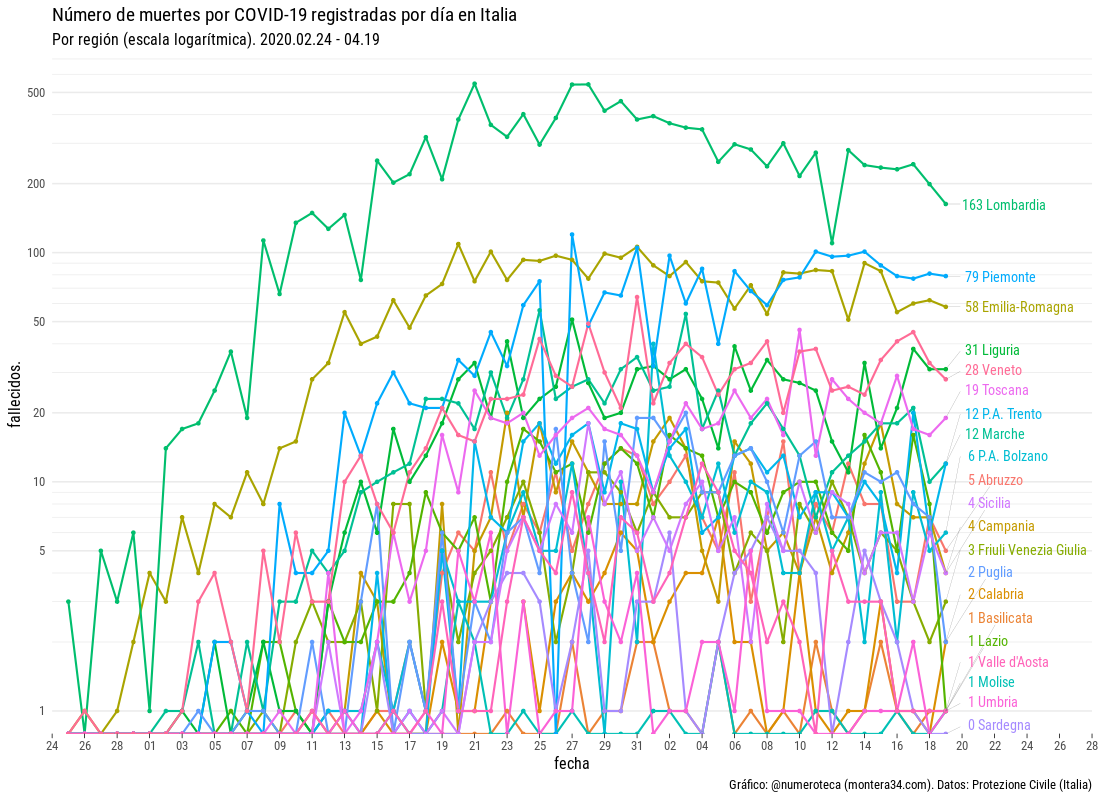 Número de muertes por COVID-19 registradas por día en Italia
Por región (escala logarítmica). 2020.02.24 - 04.19
500
200
100
50
20
10
5
1
fallecidos.
163 Lombardia
79 Piemonte
58 Emilia-Romagna
31 Liguria
28 Veneto
19 Toscana
12 P.A. Trento
12 Marche
6 P.A. Bolzano
5 Abruzzo
4 Sicilia
4 Campania
3 Friuli Venezia Giulia
2 Puglia
2 Calabria
1 Basilicata
1 Lazio
1 Valle d'Aosta
1 Molise
1 Umbria
0 Sardegna
24 26 28 01 03 05 07 09 11 13 15 17 19 21 23 25 27 29 31 02 04 06 08 10 12 14 16 18 20 22 24 26 28
fecha
Gráfico: @numeroteca (montera34.com). Datos: Protezione Civile (Italia)